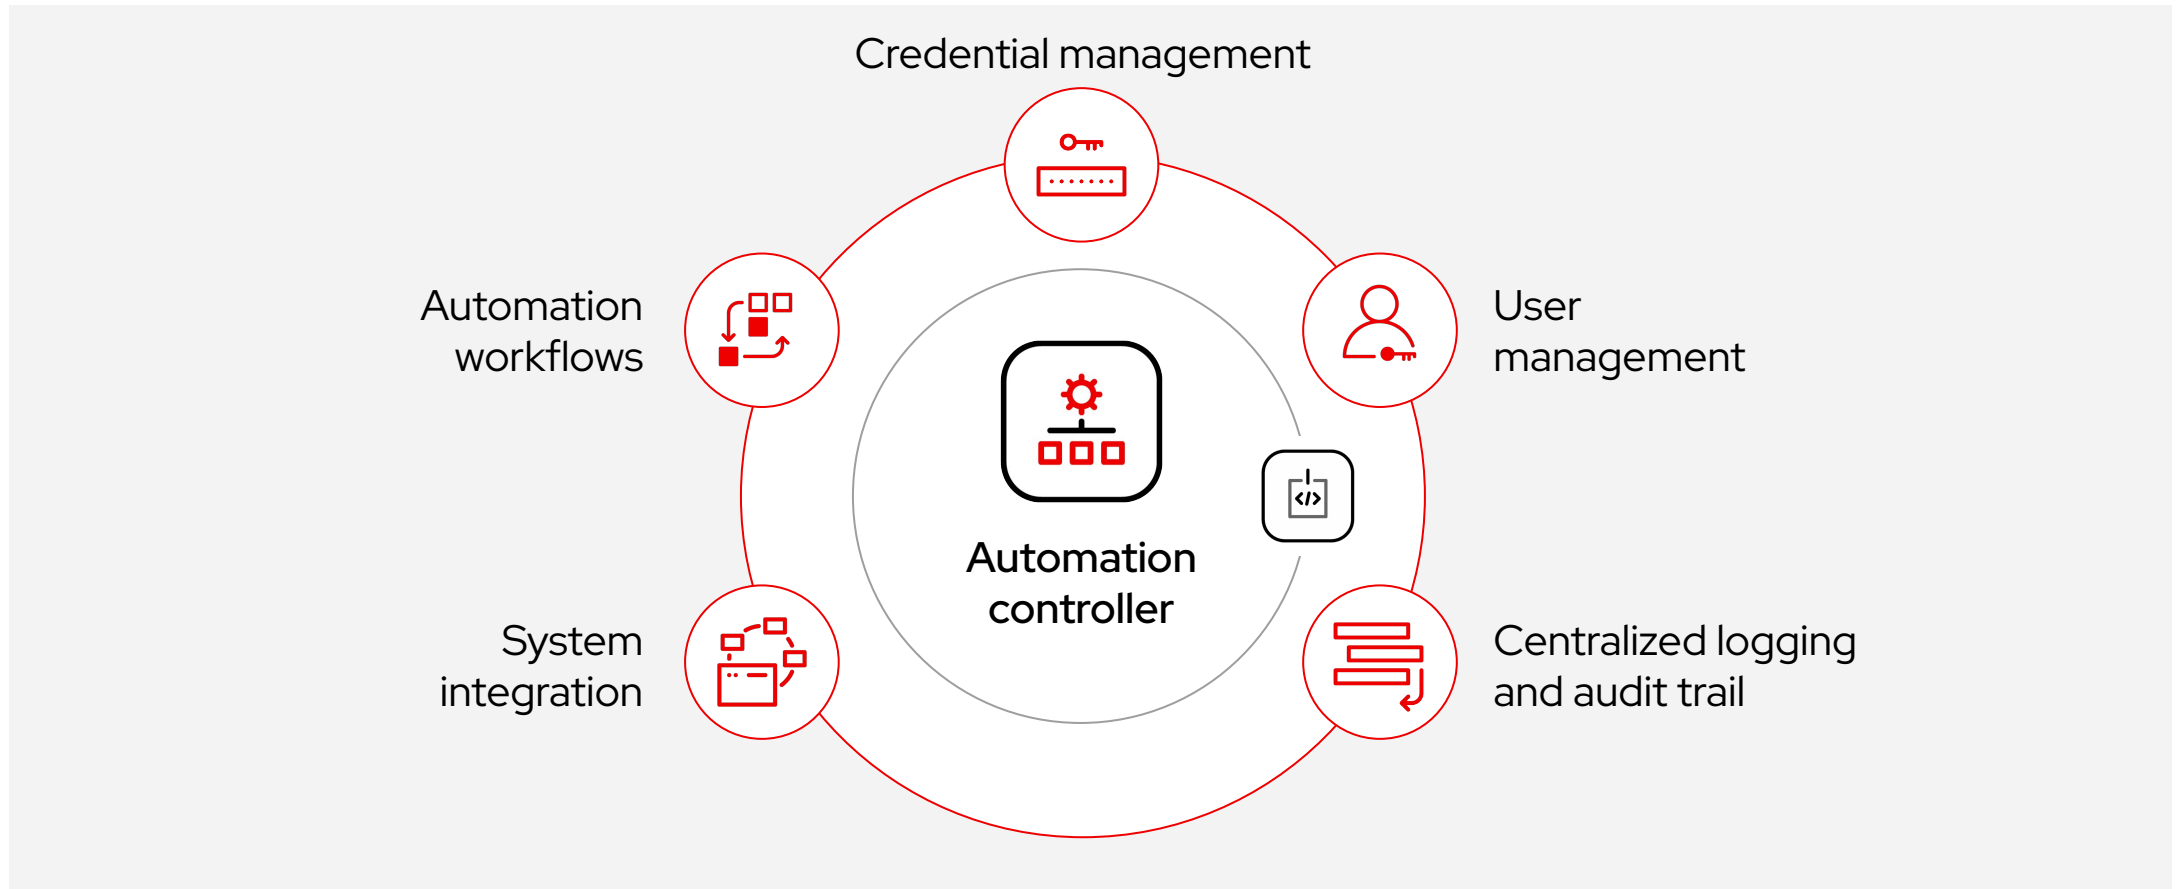 Credential management
Automation
workflows
User
management
</>
Automation
controller
System
integration
Centralized logging
and audit trail